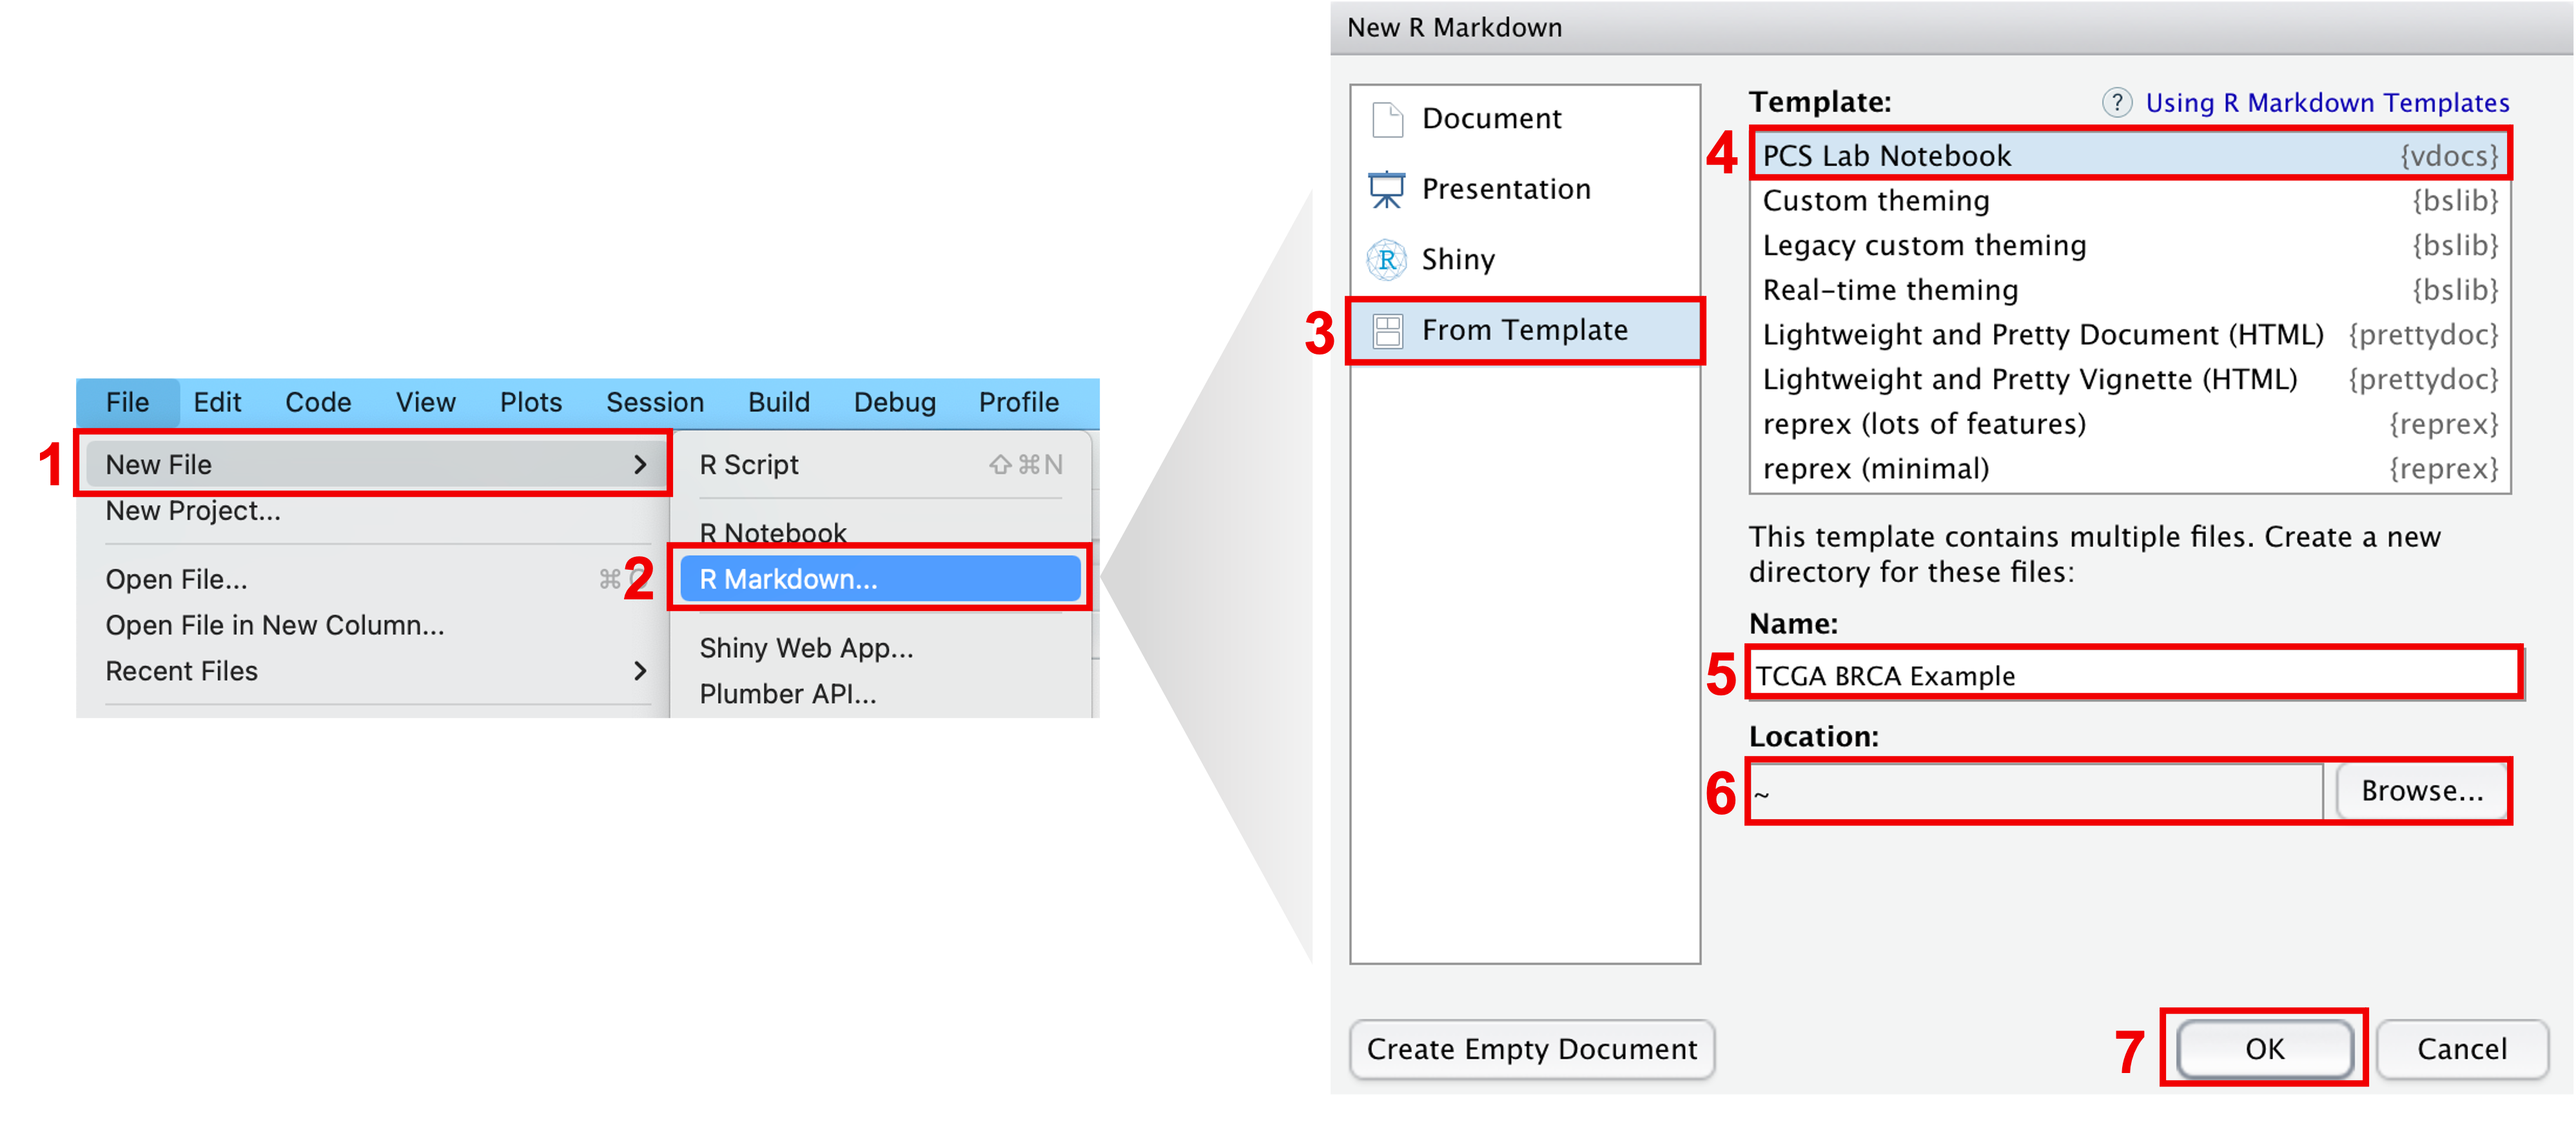 File Edit Code View Plots Session Build Debug Profile
1 New File
New Project...
Open File... ⌘
Open File in New Column...
Recent Files
R Script ⇧⌘N
R Notebook
2 R Markdown...
Shiny Web App...
Plumber API...
New R Markdown
Document
Presentation
Shiny
3 From Template
Template: ? Using R Markdown Templates
4 PCS Lab Notebook {vdocs}
Custom theming {bslib}
Legacy custom theming {bslib}
Real-time theming {bslib}
Lightweight and Pretty Document (HTML) {prettydoc}
Lightweight and Pretty Vignette (HTML) {prettydoc}
reprex (lots of features) {reprex}
reprex (minimal) {reprex}
This template contains multiple files. Create a new
directory for these files:
Name:
5 TCGA BRCA Example
Location:
6 ~ Browse...
Create Empty Document 7 OK Cancel